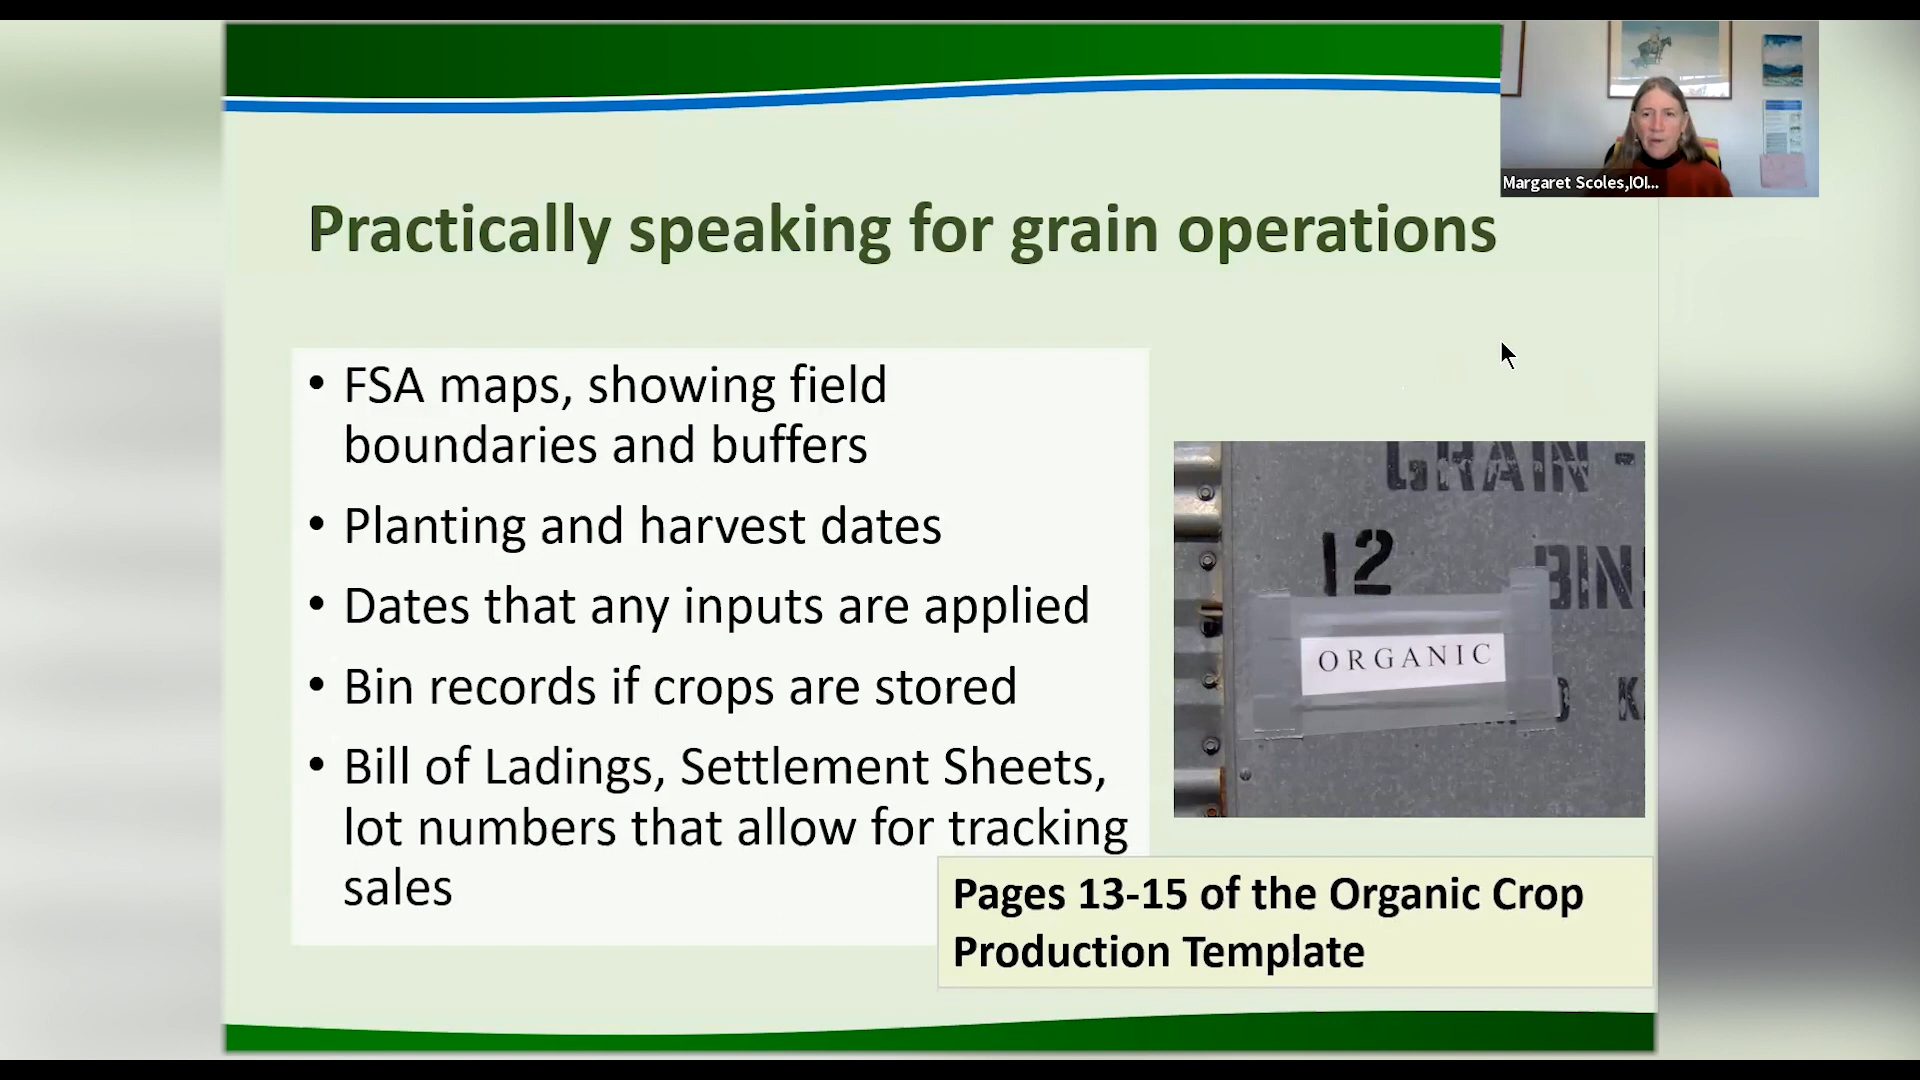 Margaret Scoles,IOI...
Practically speaking for grain operations
• FSA maps, showing field
boundaries and buffers
• Planting and harvest dates
• Dates that any inputs are applied
• Bin records if crops are stored
• Bill of Ladings, Settlement Sheets,
lot numbers that allow for tracking
sales
GRAIN -
12
BIN
ORGANIC
Pages 13-15 of the Organic Crop
Production Template